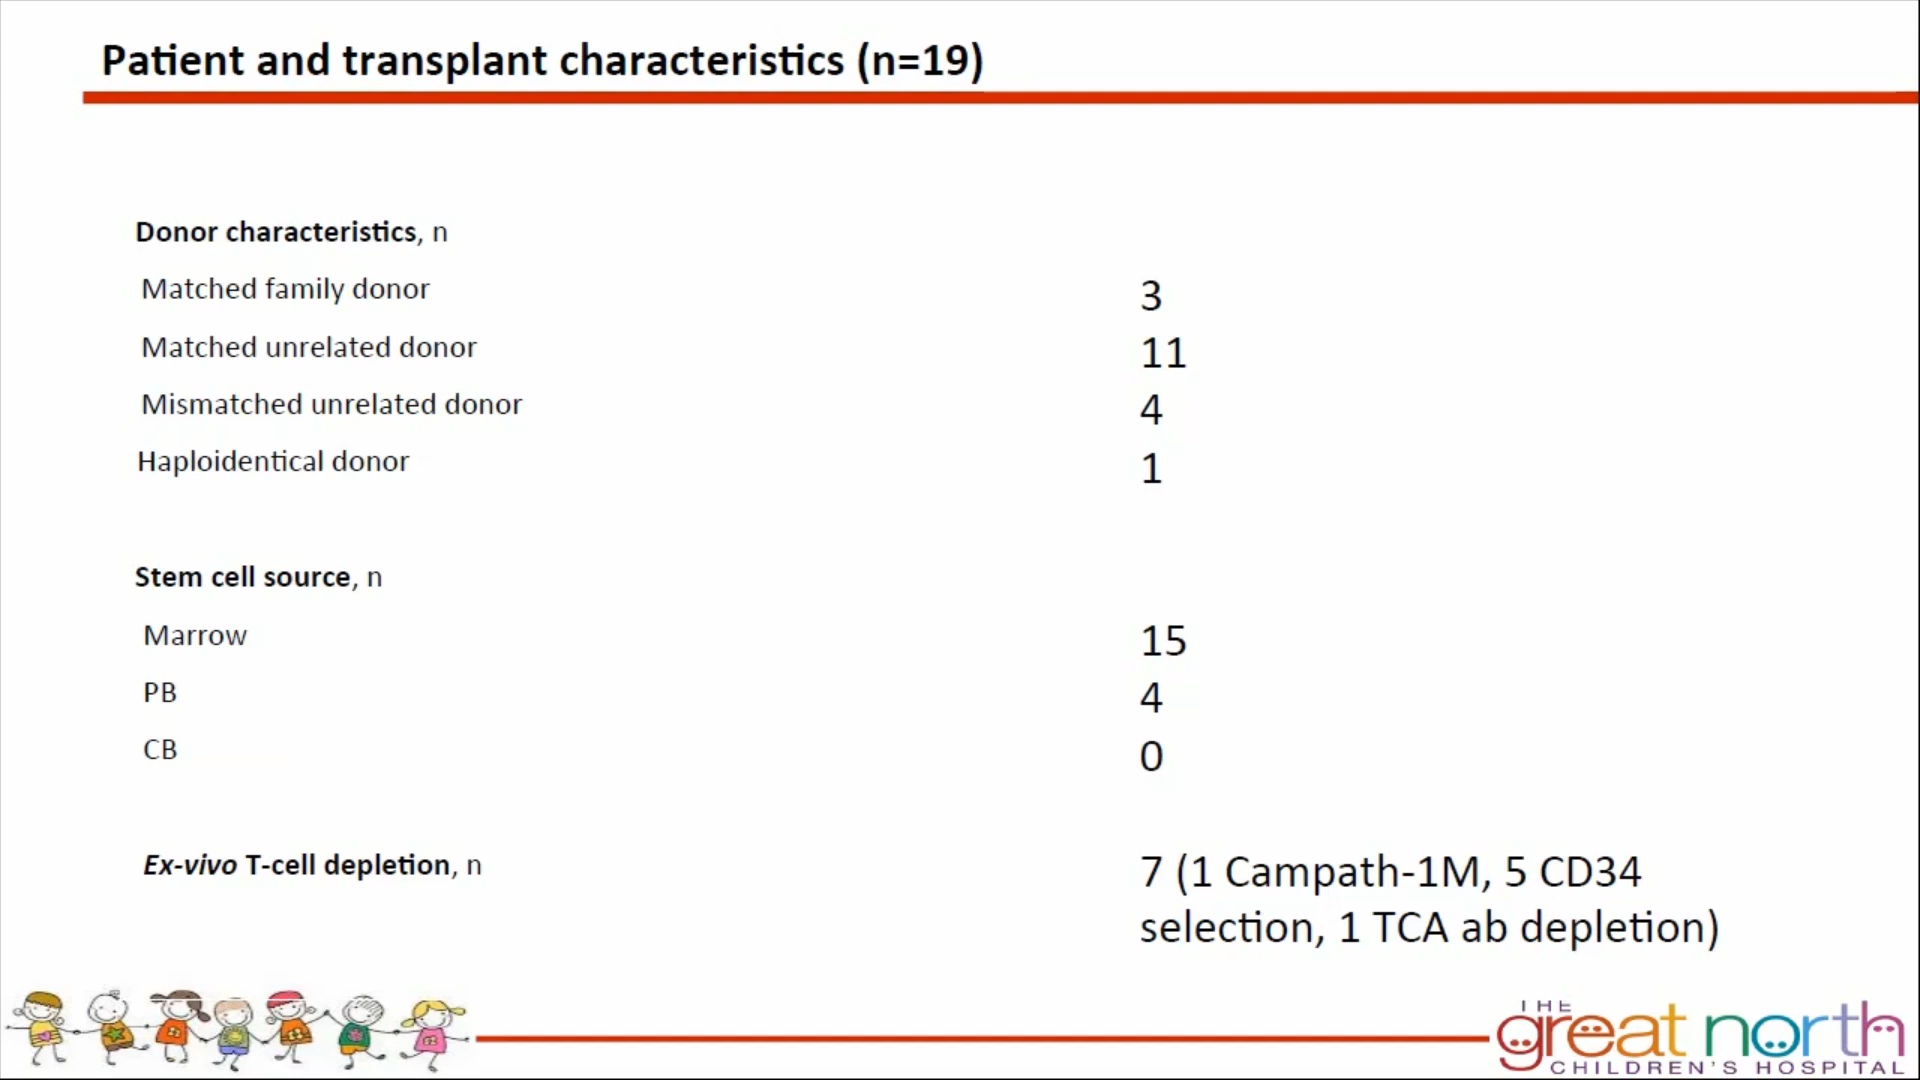 Patient and transplant characteristics (n=19)
Donor characteristics, n
Matched family donor 3
Matched unrelated donor 11
Mismatched unrelated donor 4
Haploidentical donor 1
Stem cell source, n
Marrow 15
PB 4
CB 0
Ex-vivo T-cell depletion, n 7 (1 Campath-1M, 5 CD34
selection, 1 TCA ab depletion)
THE
great north
CHILDREN'S HOSPITAL